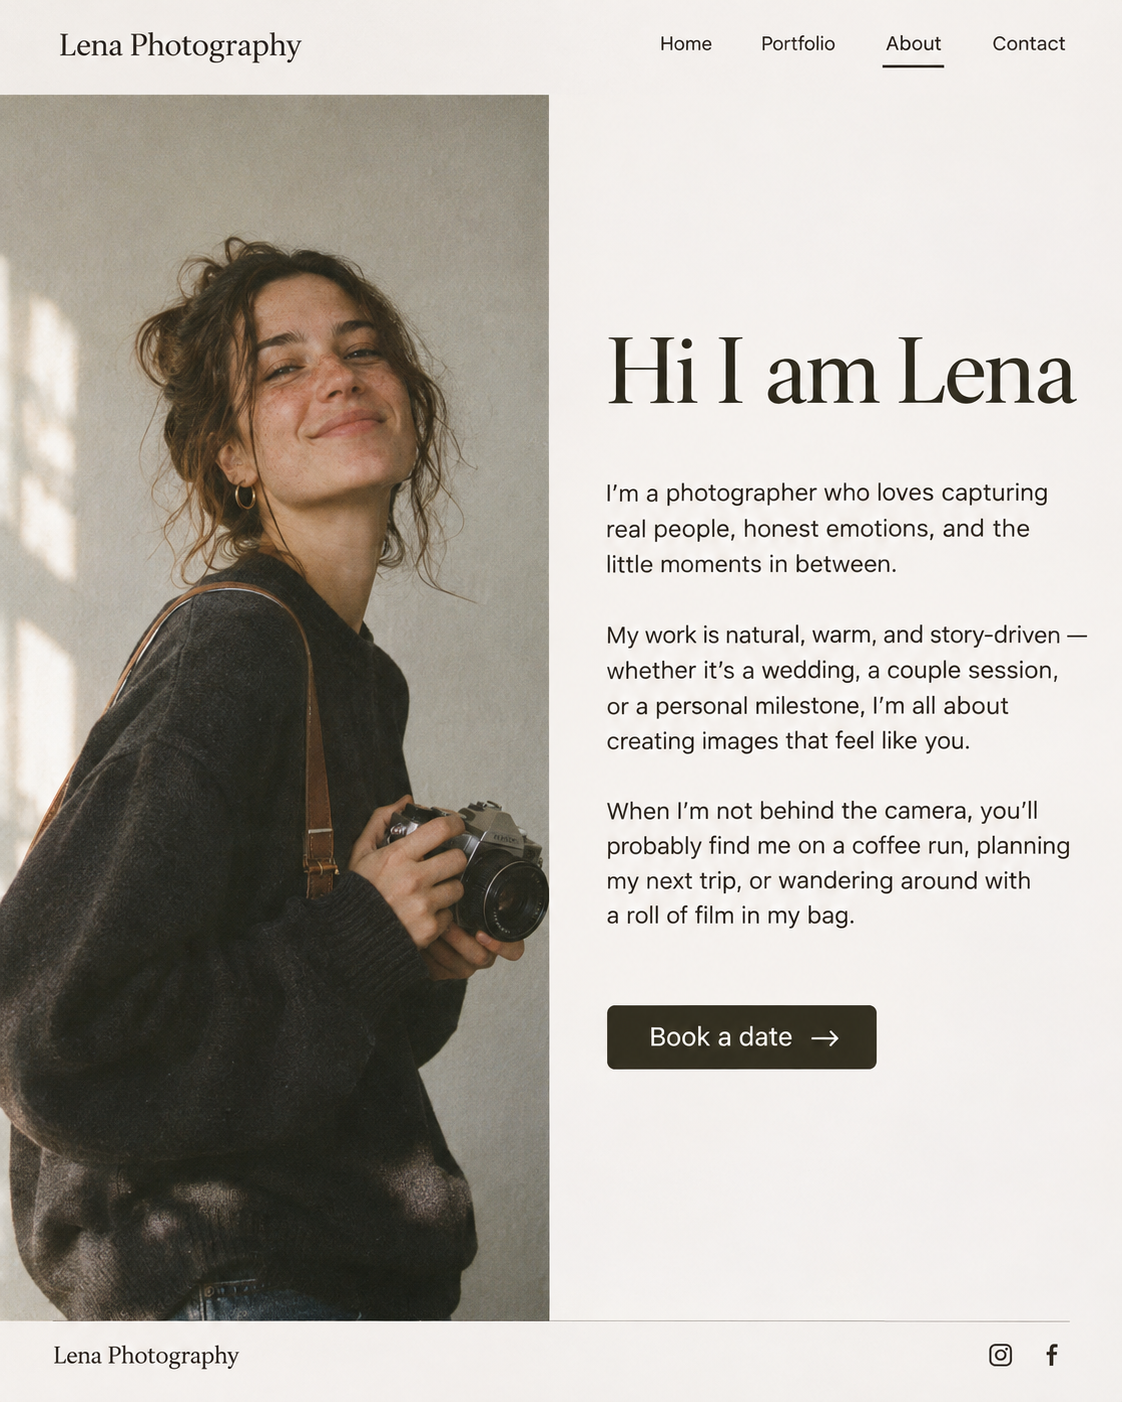 Lena Photography
Home
Portfolio
About
Contact
Hi I am Lena
I’m a photographer who loves capturing
real people, honest emotions, and the
little moments in between.
My work is natural, warm, and story-driven —
whether it’s a wedding, a couple session,
or a personal milestone, I’m all about
creating images that feel like you.
When I’m not behind the camera, you’ll
probably find me on a coffee run, planning
my next trip, or wandering around with
a roll of film in my bag.
Book a date →
Lena Photography